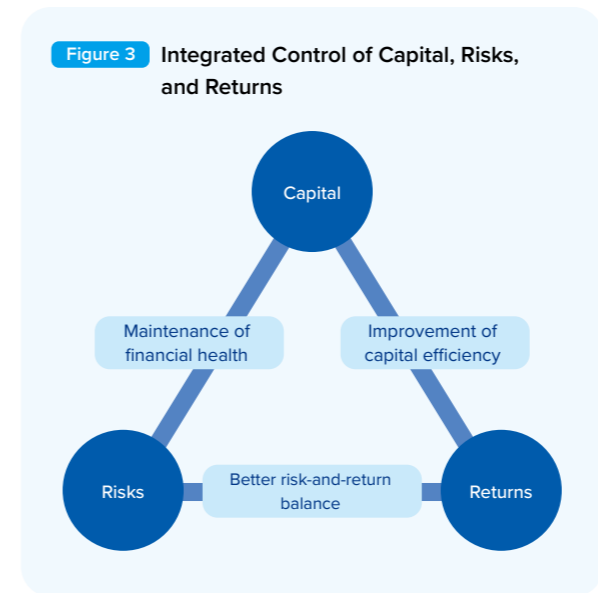 Figure 3 Integrated Control of Capital, Risks,
and Returns
Capital
Maintenance of
financial health
Improvement of
capital efficiency
Risks
Better risk-and-return
balance
Returns